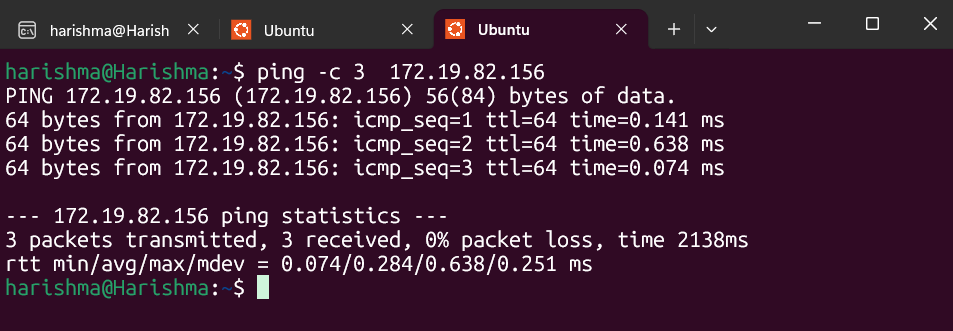 harishma@Harish
Ubuntu
Ubuntu
harishma@Harishma:~$ ping -c 3  172.19.82.156
PING 172.19.82.156 (172.19.82.156) 56(84) bytes of data.
64 bytes from 172.19.82.156: icmp_seq=1 ttl=64 time=0.141 ms
64 bytes from 172.19.82.156: icmp_seq=2 ttl=64 time=0.638 ms
64 bytes from 172.19.82.156: icmp_seq=3 ttl=64 time=0.074 ms

--- 172.19.82.156 ping statistics ---
3 packets transmitted, 3 received, 0% packet loss, time 2138ms
rtt min/avg/max/mdev = 0.074/0.284/0.638/0.251 ms
harishma@Harishma:~$